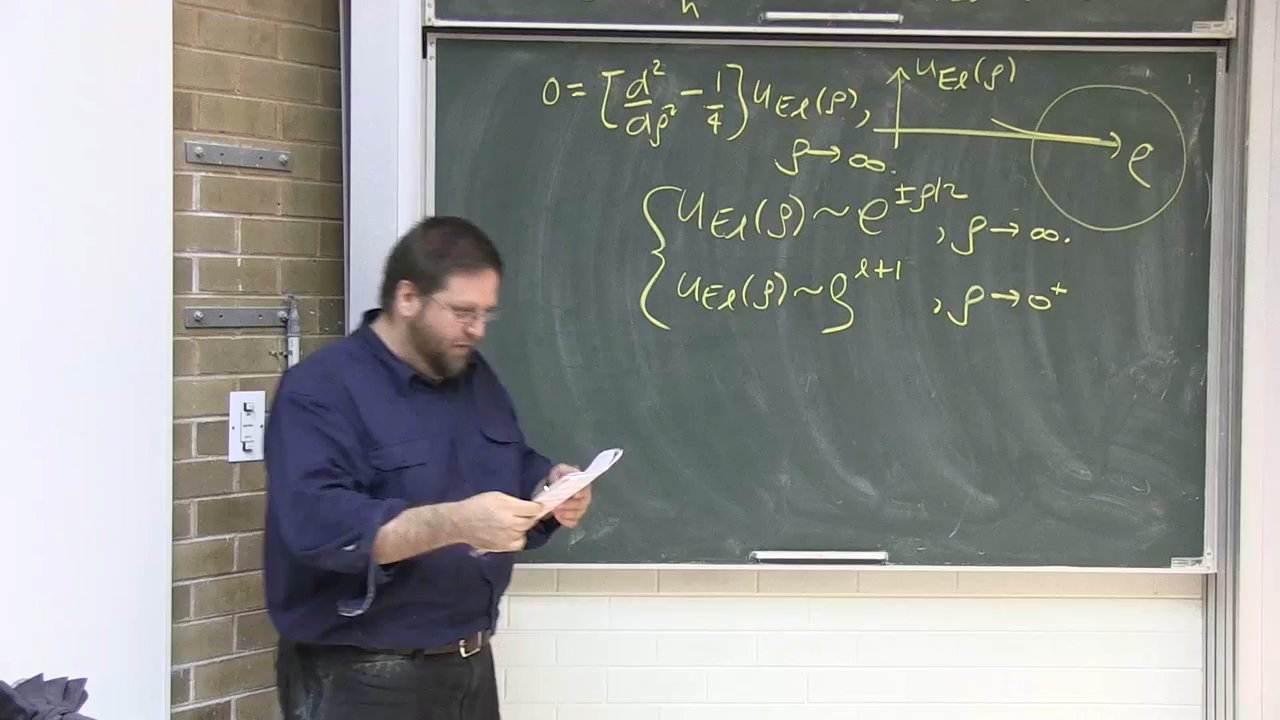 h
0 = [d²/dρ² − 1/4] u_{Eℓ}(ρ),
ρ → ∞.
u_{Eℓ}(ρ)
ρ
{ u_{Eℓ}(ρ) ~ e^{±ρ/2} , ρ → ∞.
u_{Eℓ}(ρ) ~ ρ^{ℓ+1} , ρ → 0⁺